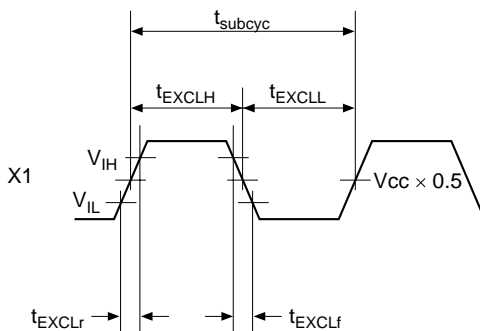 tsubcyc
tEXCLH
tEXCLL
VIH
X1
Vcc × 0.5
VIL
tEXCLr
tEXCLf